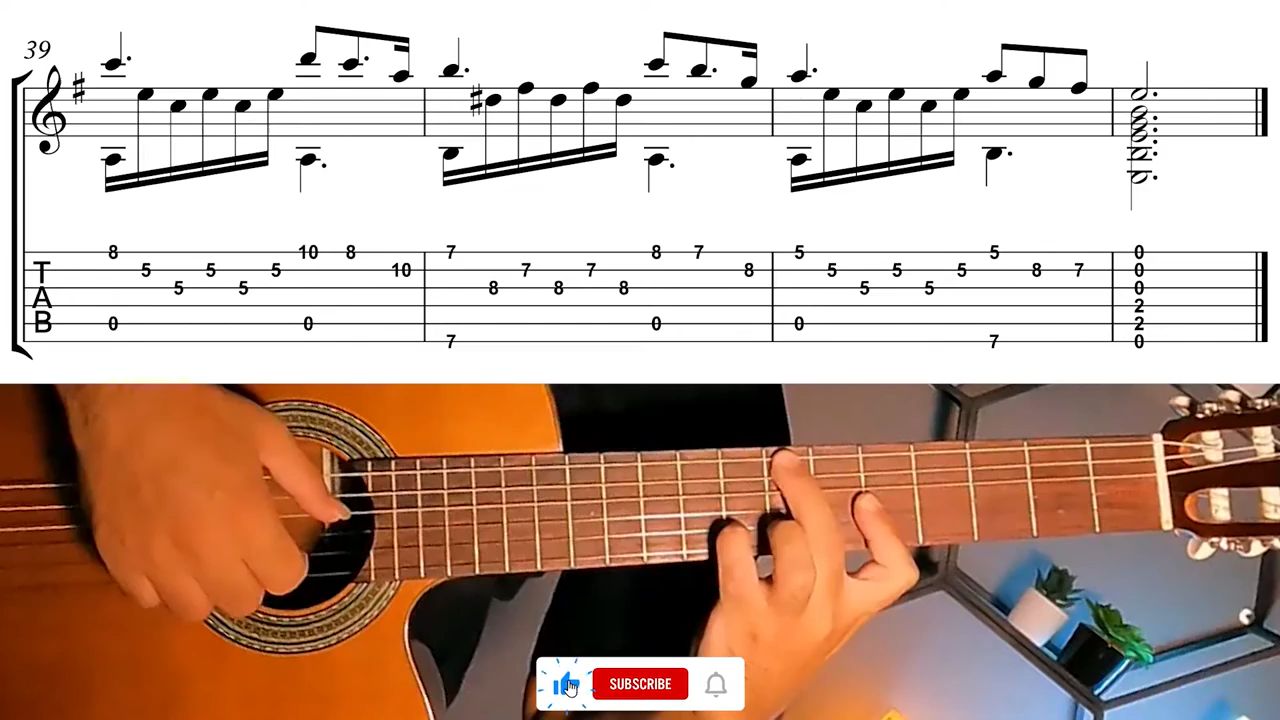 39
8 10 8 7 8 7 5 5 0
T 5 5 5 10 7 7 8 5 5 5 8 7 0
A 5 5 8 8 8 5 5 0
2
B 0 0 0 0 2
7 7 0
SUBSCRIBE